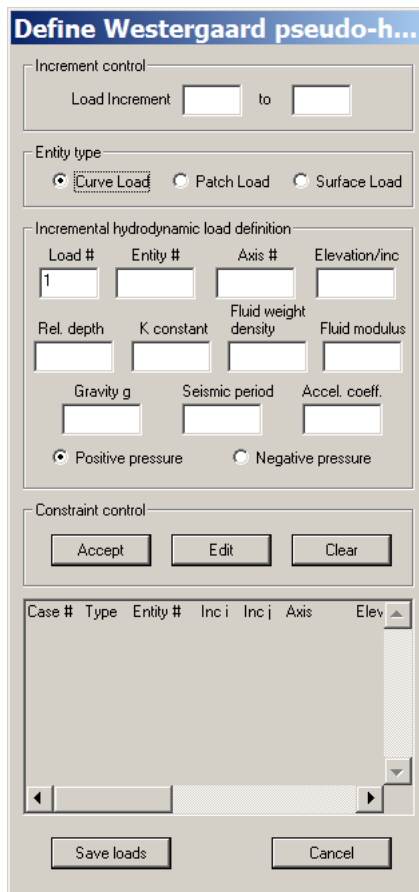 Define Westergaard pseudo-h...
Increment control
Load Increment to
Entity type
Curve Load Patch Load Surface Load
Incremental hydrodynamic load definition
Load # Entity # Axis # Elevation/inc
1
Rel. depth K constant Fluid weight density Fluid modulus
Gravity g Seismic period Accel. coeff.
Positive pressure Negative pressure
Constraint control
Accept Edit Clear
Case # Type Entity # Inc i Inc j Axis Elev
Save loads Cancel